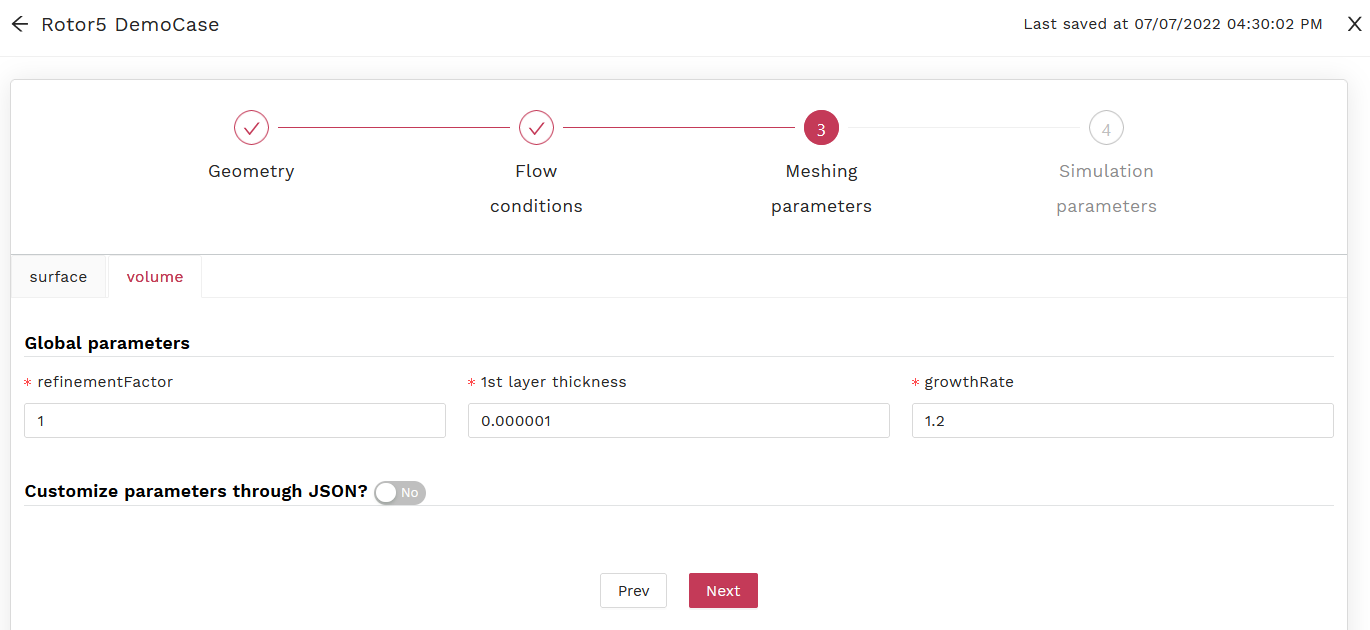 Rotor5 DemoCase
Last saved at 07/07/2022 04:30:02 PM
X
3
4
Geometry
Flow
conditions
Meshing
parameters
Simulation
parameters
surface
volume
Global parameters
* refinementFactor
* 1st layer thickness
* growthRate
1
0.000001
1.2
Customize parameters through JSON? No
Prev
Next